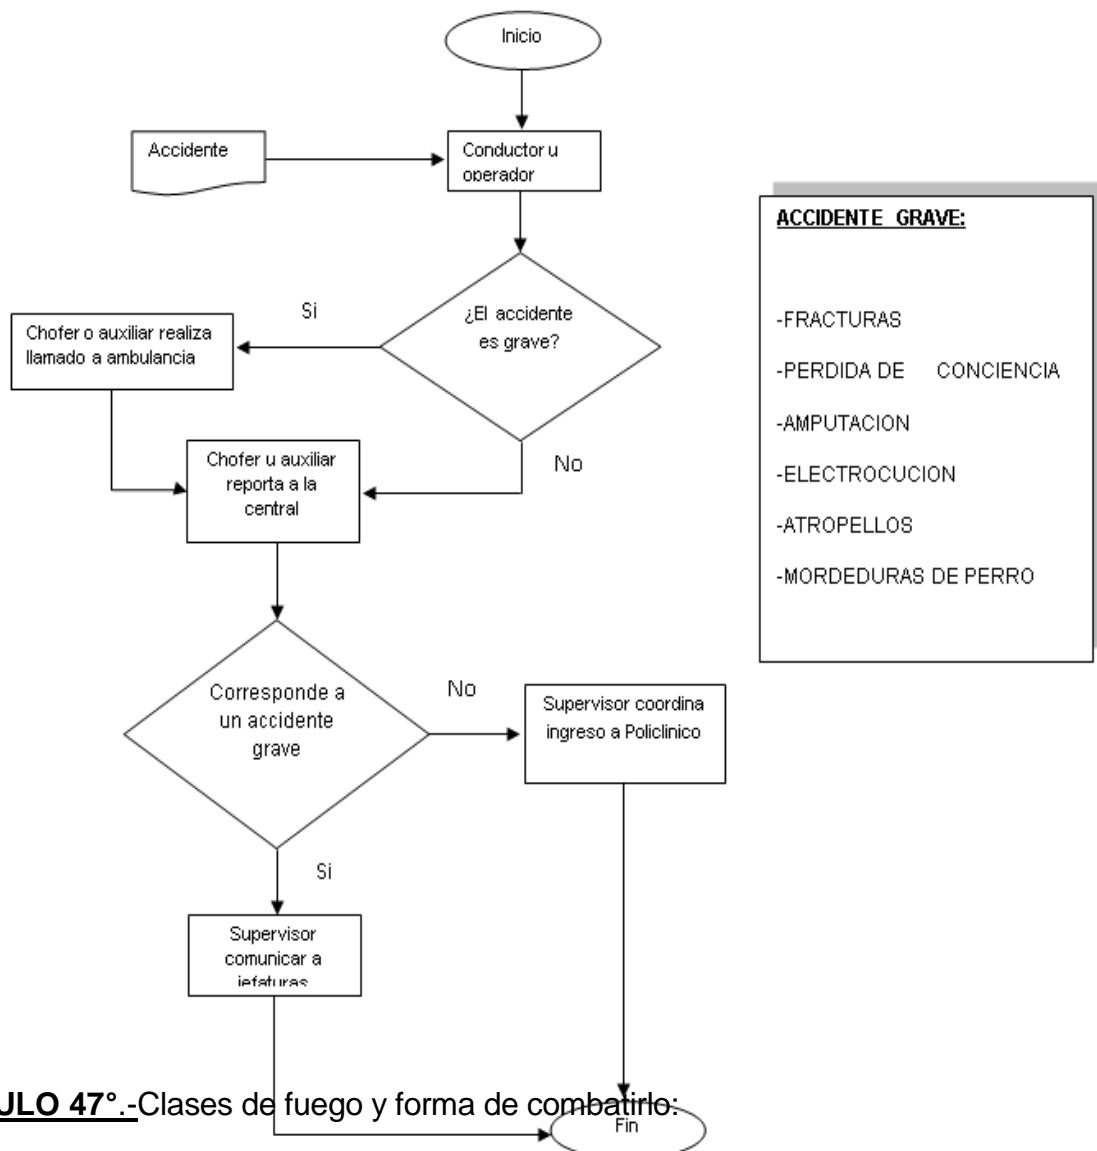 Inicio
Accidente
Conductor u
operador
¿El accidente
es grave?
Si
Chofer o auxiliar realiza
llamado a ambulancia
No
Chofer u auxiliar
reporta a la
central
Corresponde a
un accidente
grave
No
Supervisor coordina
ingreso a Policlinico
Si
Supervisor
comunicar a
jefaturas
ACCIDENTE GRAVE:
-FRACTURAS
-PERDIDA DE CONCIENCIA
-AMPUTACION
-ELECTROCUCION
-ATROPELLOS
-MORDEDURAS DE PERRO
ULO 47°.-Clases de fuego y forma de combatirlo:
Fin